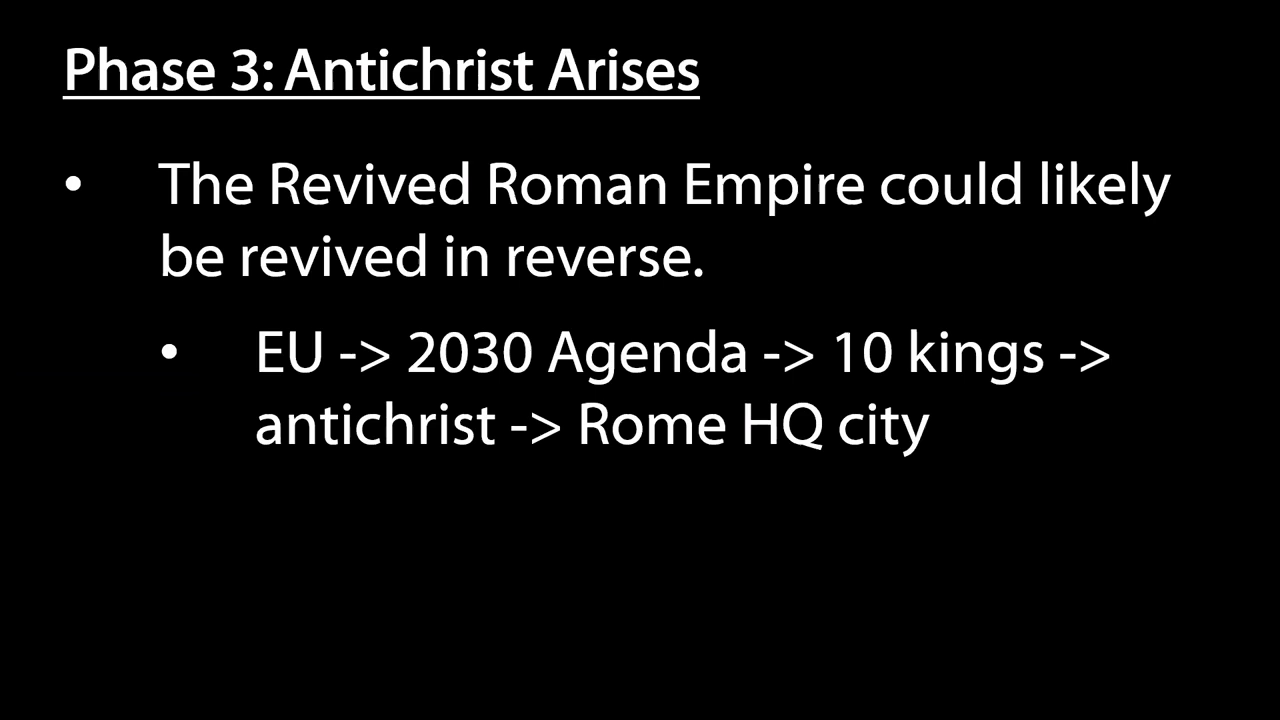 Phase 3: Antichrist Arises
• The Revived Roman Empire could likely
be revived in reverse.
• EU -> 2030 Agenda -> 10 kings ->
antichrist -> Rome HQ city